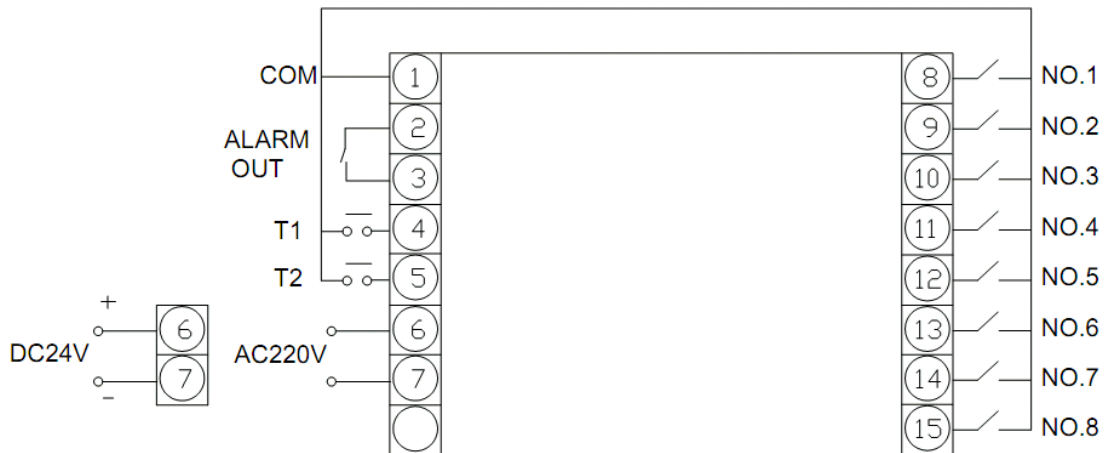 COM 1 8 NO.1
2 9 NO.2
ALARM
OUT
3 10 NO.3
T1 4 11 NO.4
T2 5 12 NO.5
+
DC24V
-
6
7
AC220V
6 13 NO.6
7 14 NO.7
15 NO.8